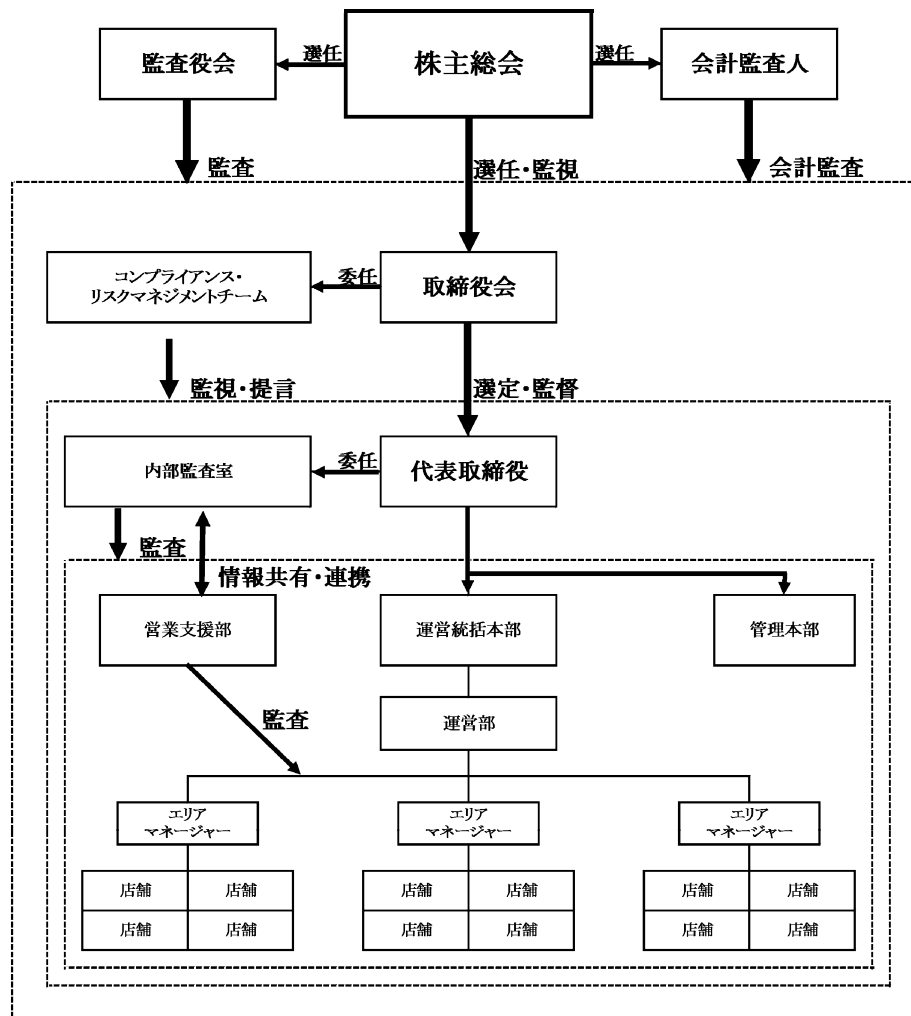 選任
選任
監査役会
株主総会
会計監査人
監査
選任・監視
会計監査
コンプライアンス・
リスクマネジメントチーム
委任
取締役会
監視・提言
選定・監督
内部監査室
委任
代表取締役
監査
情報共有・連携
営業支援部
運営統括本部
管理本部
監査
運営部
エリア
マネージャー
エリア
マネージャー
エリア
マネージャー
店舗
店舗
店舗
店舗
店舗
店舗
店舗
店舗
店舗
店舗
店舗
店舗